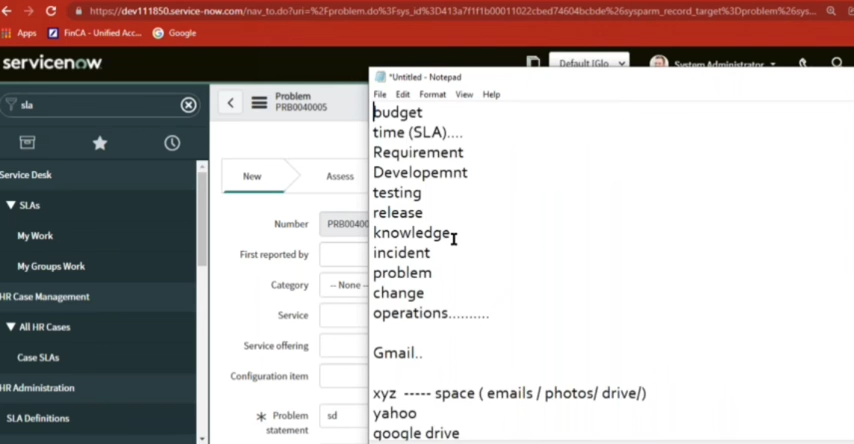 https://dev111850.service-now.com/nav_to.do?uri=%2Fproblem.do%3Fsys_id%3D413a7f1f1b00011022cbed74604bcbde%26sysparm_record_target%3Dproblem%26sys...
Apps FinCA - Unified Acc... Google
servicenow
Default [Glo
System Administrator
*Untitled - Notepad
File Edit Format View Help
sla
Service Desk
SLAs
My Work
My Groups Work
HR Case Management
All HR Cases
Case SLAs
HR Administration
SLA Definitions
Problem
PRB0040005
New
Assess
Number PRB00400
First reported by
Category -- None --
Service
Service offering
Configuration item
Problem statement sd
budget
time (SLA)....
Requirement
Developemnt
testing
release
knowledge
incident
problem
change
operations..........
Gmail..
xyz ----- space ( emails / photos/ drive/)
yahoo
google drive